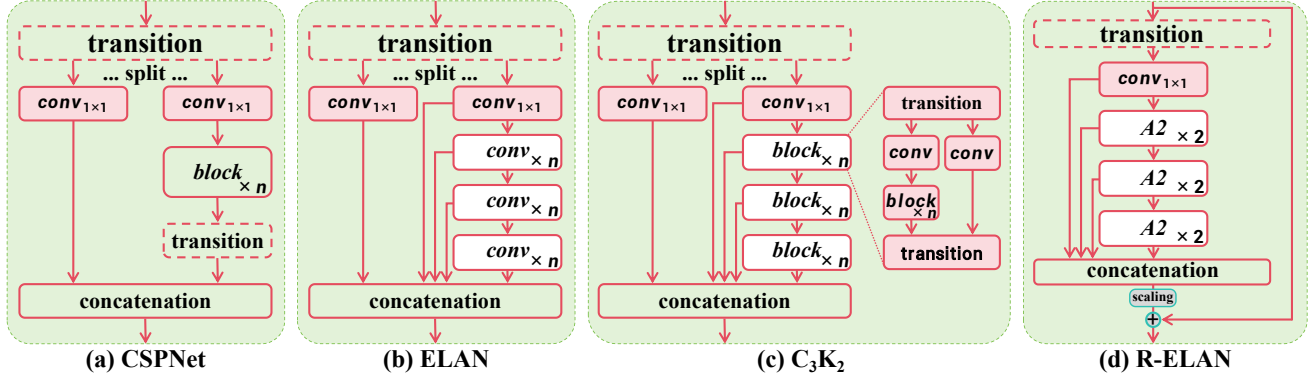 transition
... split ...
conv1×1
conv1×1
block × n
transition
concatenation
(a) CSPNet
transition
... split ...
conv1×1
conv1×1
conv × n
conv × n
conv × n
concatenation
(b) ELAN
transition
... split ...
conv1×1
conv1×1
block × n
block × n
block × n
concatenation
transition
conv
conv
block × n
transition
(c) C3K2
transition
conv1×1
A2 × 2
A2 × 2
A2 × 2
concatenation
scaling
+
(d) R-ELAN